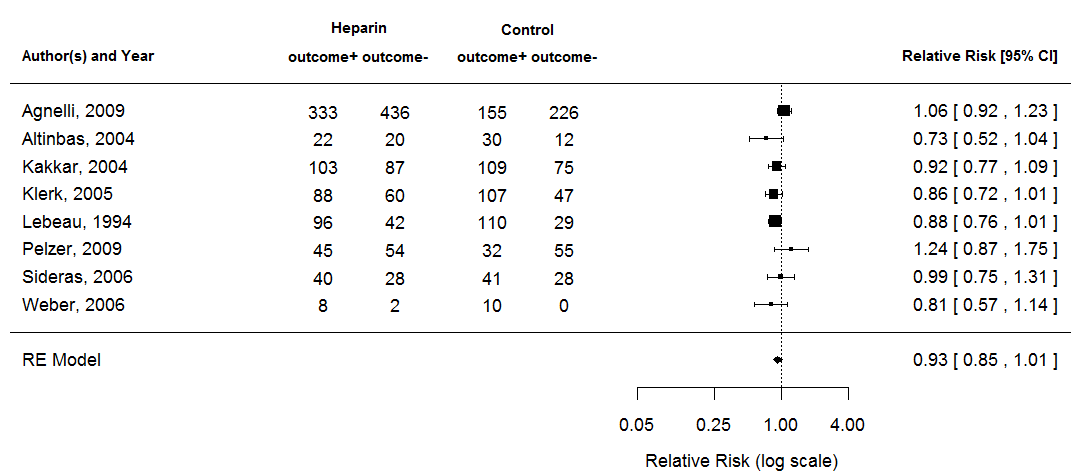 Heparin Control
Author(s) and Year outcome+ outcome- outcome+ outcome- Relative Risk [95% CI]
Agnelli, 2009 333 436 155 226 1.06 [ 0.92 , 1.23 ]
Altinbas, 2004 22 20 30 12 0.73 [ 0.52 , 1.04 ]
Kakkar, 2004 103 87 109 75 0.92 [ 0.77 , 1.09 ]
Klerk, 2005 88 60 107 47 0.86 [ 0.72 , 1.01 ]
Lebeau, 1994 96 42 110 29 0.88 [ 0.76 , 1.01 ]
Pelzer, 2009 45 54 32 55 1.24 [ 0.87 , 1.75 ]
Sideras, 2006 40 28 41 28 0.99 [ 0.75 , 1.31 ]
Weber, 2006 8 2 10 0 0.81 [ 0.57 , 1.14 ]
RE Model 0.93 [ 0.85 , 1.01 ]
0.05 0.25 1.00 4.00
Relative Risk (log scale)